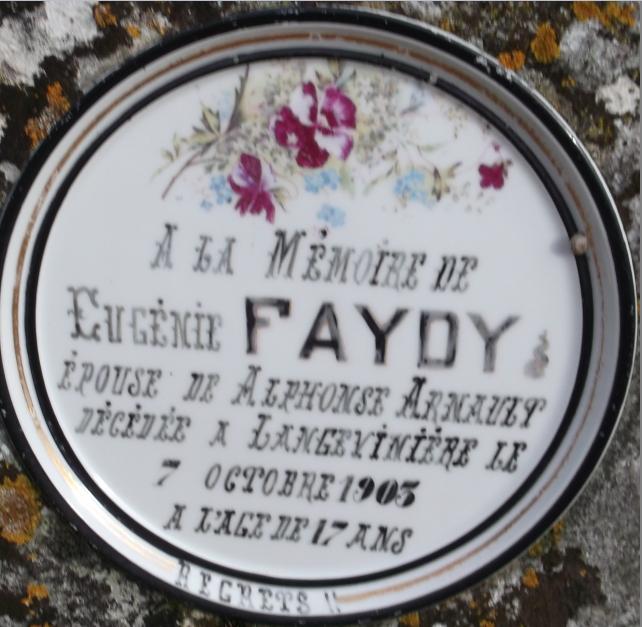 A LA MÉMOIRE DE
EUGÉNIE FAYDY
ÉPOUSE DE ALPHONSE ARNAULT
DÉCÉDÉE A LANGEVINIÈRE LE
7 OCTOBRE 1903
A L'AGE DE 17 ANS
REGRETS !!